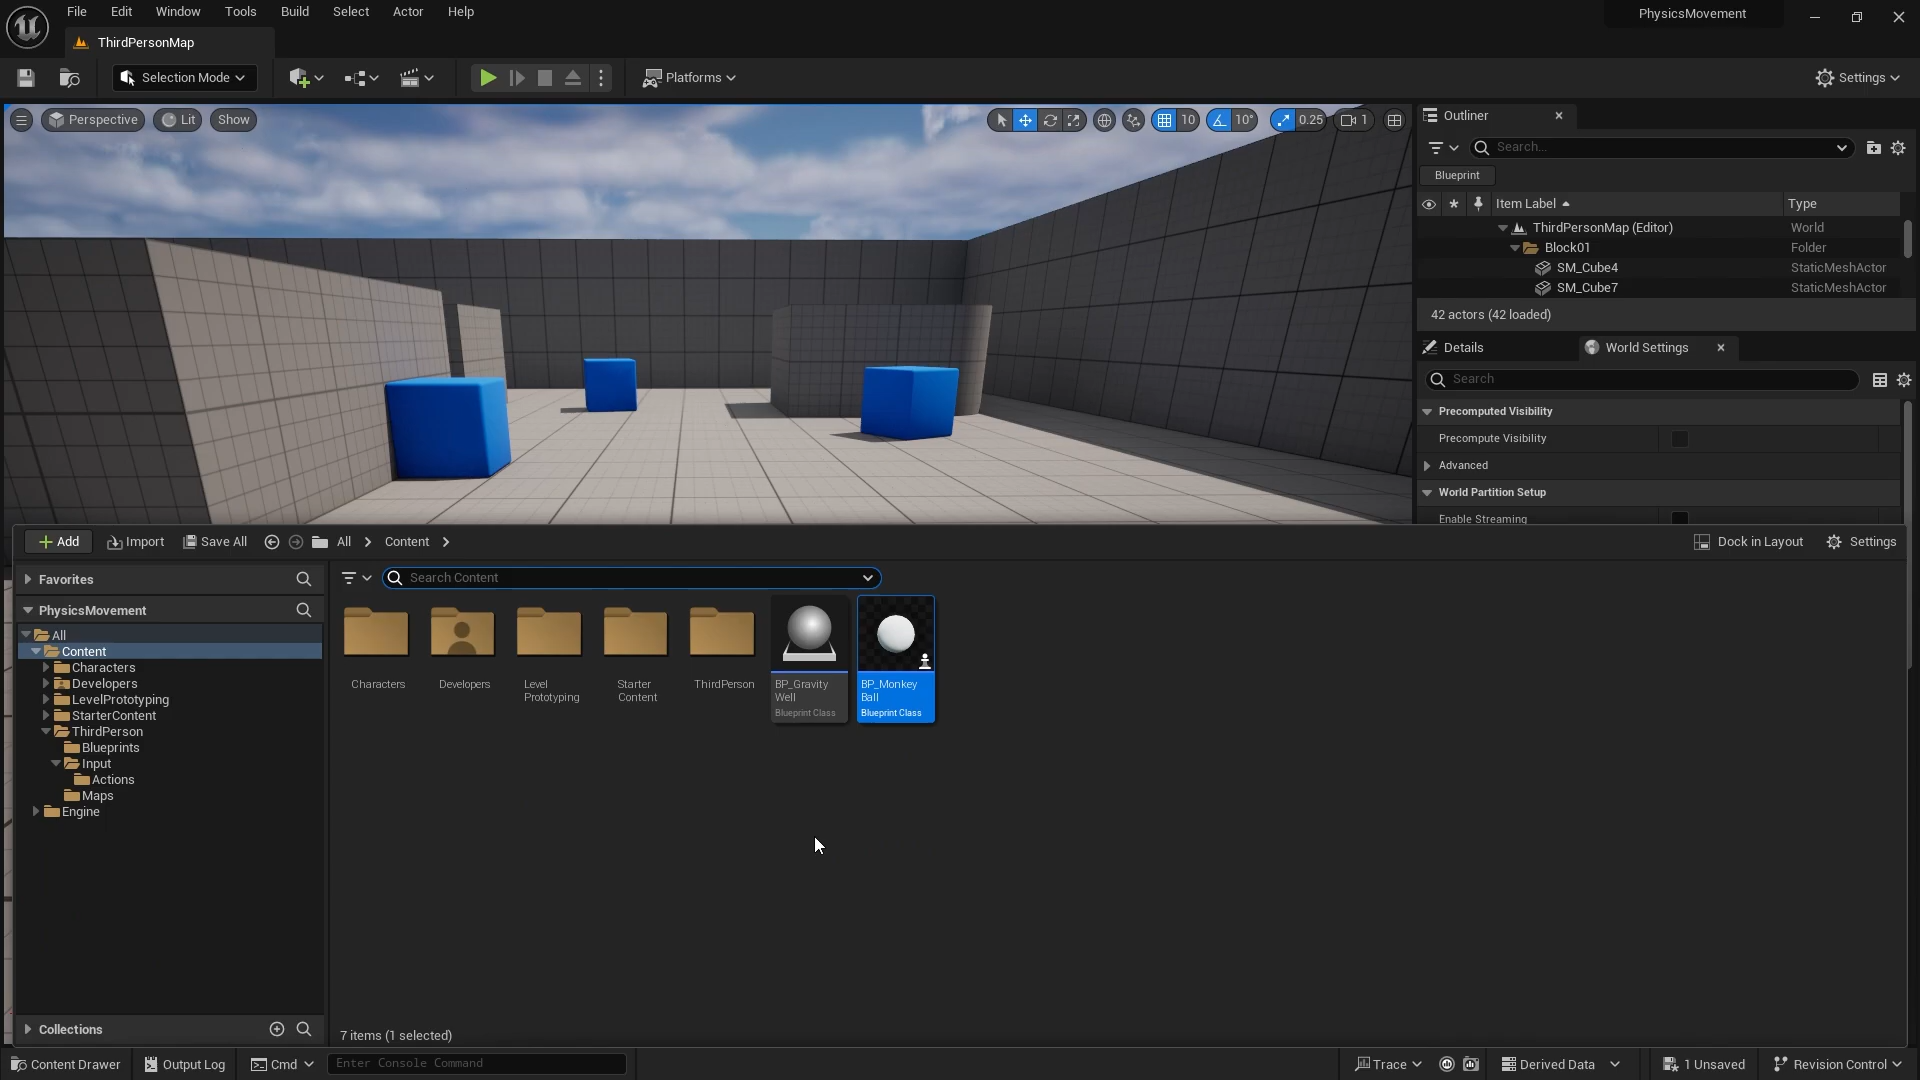 File Edit Window Tools Build Select Actor Help
PhysicsMovement
ThirdPersonMap
Selection Mode
Platforms
Settings
Perspective Lit Show
10 10° 0.25 1
Outliner
Search...
Blueprint
Item Label Type
ThirdPersonMap (Editor) World
Block01 Folder
SM_Cube4 StaticMeshActor
SM_Cube7 StaticMeshActor
42 actors (42 loaded)
Details World Settings
Search
Precomputed Visibility
Precompute Visibility
Advanced
World Partition Setup
Enable Streaming
Add Import Save All All Content
Dock in Layout Settings
Favorites
PhysicsMovement
All
Content
Characters
Developers
LevelPrototyping
StarterContent
ThirdPerson
Blueprints
Input
Actions
Maps
Engine
Collections
Search Content
Characters
Developers
Level
Prototyping
Starter
Content
ThirdPerson
BP_Gravity
Well
Blueprint Class
BP_Monkey
Ball
Blueprint Class
7 items (1 selected)
Content Drawer Output Log Cmd Enter Console Command
Trace Derived Data 1 Unsaved Revision Control